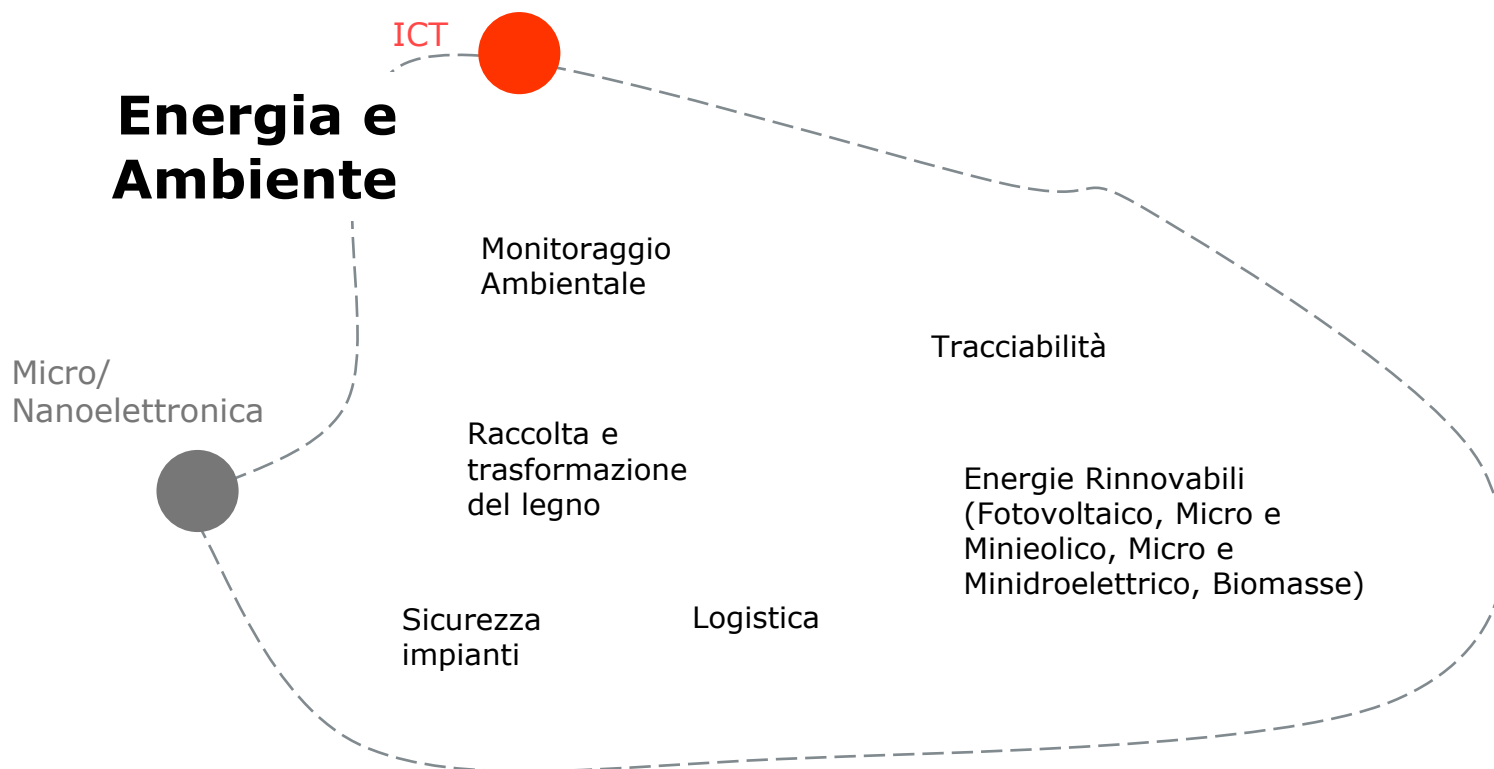 ICT
Energia e
Ambiente
Monitoraggio
Ambientale
Tracciabilità
Micro/
Nanoelettronica
Raccolta e
trasformazione
del legno
Energie Rinnovabili
(Fotovoltaico, Micro e
Minieolico, Micro e
Minidroelettrico, Biomasse)
Sicurezza
impianti
Logistica